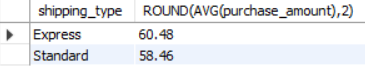 shipping_type ROUND(AVG(purchase_amount),2)
Express 60.48
Standard 58.46